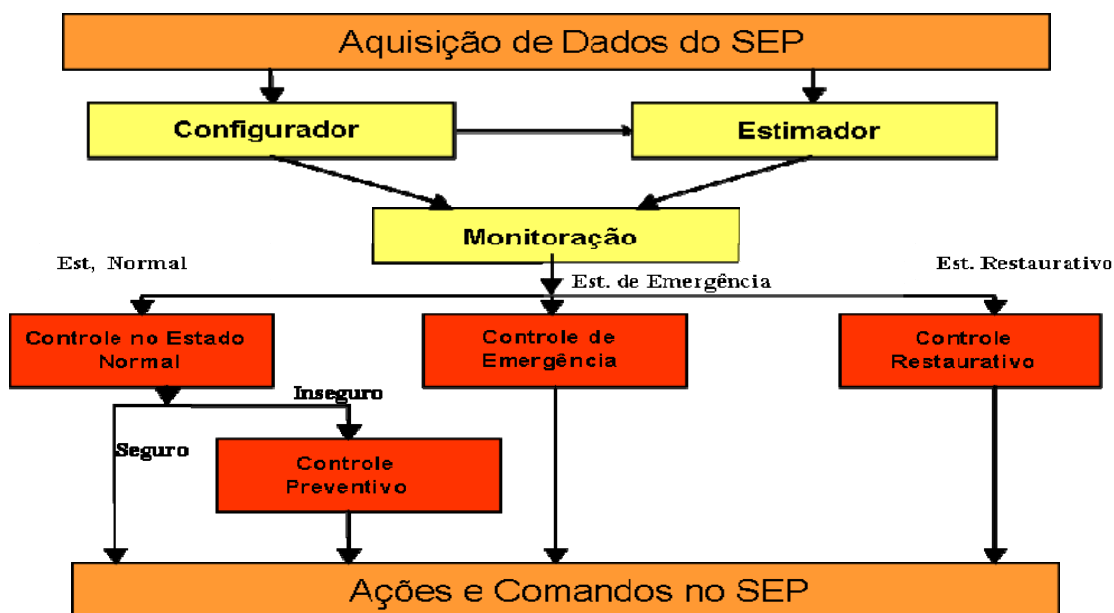 Aquisição de Dados do SEP
Configurador
Estimador
Monitoração
Est, Normal
Est. de Emergência
Est. Restaurativo
Controle no Estado
Normal
Controle de
Emergência
Controle
Restaurativo
Inseguro
Seguro
Controle
Preventivo
Ações e Comandos no SEP